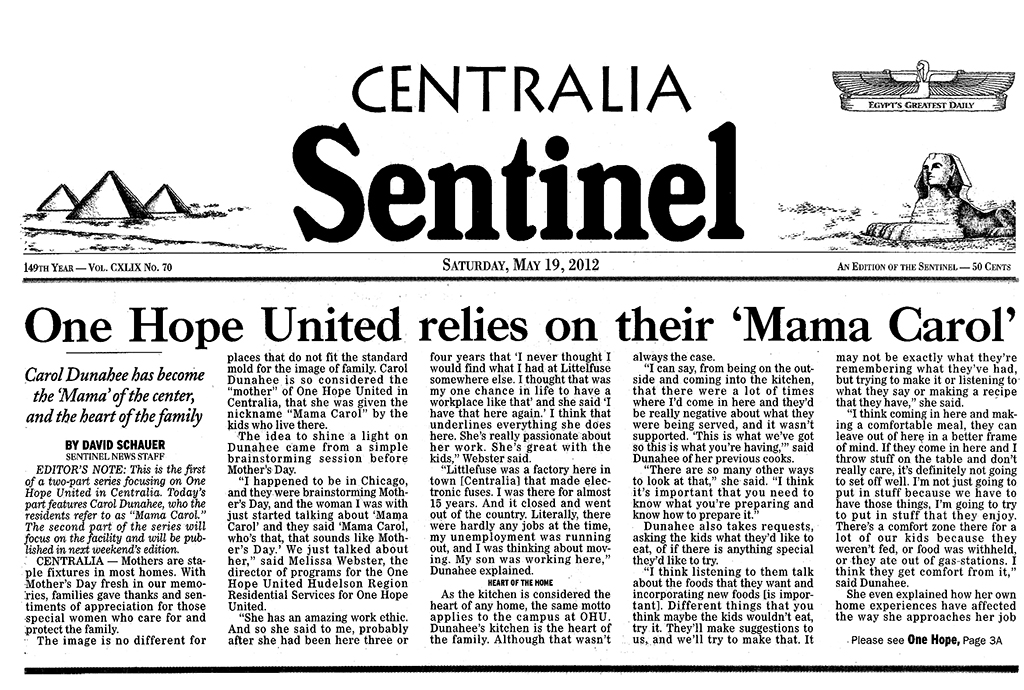 CENTRALIA
Sentinel
EGYPT'S GREATEST DAILY
149TH YEAR — VOL. CXLIX NO. 70
SATURDAY, MAY 19, 2012
AN EDITION OF THE SENTINEL — 50 CENTS
One Hope United relies on their ‘Mama Carol’
Carol Dunahee has become
the ‘Mama’ of the center,
and the heart of the family
BY DAVID SCHAUER
SENTINEL NEWS STAFF
EDITOR'S NOTE: This is the first
of a two-part series focusing on One
Hope United in Centralia. Today's
part features Carol Dunahee, who the
residents refer to as “Mama Carol.”
The second part of the series will
focus on the facility and will be pub-
lished in next weekend's edition.
CENTRALIA — Mothers are sta-
ple fixtures in most homes. With
Mother's Day fresh in our memo-
ries, families gave thanks and sen-
timents of appreciation for those
special women who care for and
protect the family.
The image is no different for
places that do not fit the standard
mold for the image of family. Carol
Dunahee is so considered the
“mother” of One Hope United in
Centralia, that she was given the
nickname “Mama Carol” by the
kids who live there.
The idea to shine a light on
Dunahee came from a simple
brainstorming session before
Mother's Day.
“I happened to be in Chicago,
and they were brainstorming Moth-
er's Day, and the woman I was with
just started talking about ‘Mama
Carol’ and they said ‘Mama Carol,
who's that, that sounds like Moth-
er's Day.’ We just talked about
her,” said Melissa Webster, the
director of programs for the One
Hope United Hudelson Region
Residential Services for One Hope
United.
“She has an amazing work ethic.
And so she said to me, probably
after she had been here three or
four years that ‘I never thought I
would find what I had at Littelfuse
somewhere else. I thought that was
my one chance in life to have a
workplace like that’ and she said ‘I
have that here again.’ I think that
underlines everything she does
here. She's really passionate about
her work. She's great with the
kids,” Webster said.
“Littlefuse was a factory here in
town [Centralia] that made elec-
tronic fuses. I was there for almost
15 years. And it closed and went
out of the country. Literally, there
were hardly any jobs at the time,
my unemployment was running
out, and I was thinking about mov-
ing. My son was working here,”
Dunahee explained.
HEART OF THE HOME
As the kitchen is considered the
heart of any home, the same motto
applies to the campus at OHU.
Dunahee's kitchen is the heart of
the family. Although that wasn't
always the case.
“I can say, from being on the out-
side and coming into the kitchen,
that there were a lot of times
where I'd come in here and they'd
be really negative about what they
were being served, and it wasn't
supported. ‘This is what we've got
so this is what you're having,’” said
Dunahee of her previous cooks.
“There are so many other ways
to look at that,” she said. “I think
it's important that you need to
know what you're preparing and
know how to prepare it.”
Dunahee also takes requests,
asking the kids what they'd like to
eat, of if there is anything special
they'd like to try.
“I think listening to them talk
about the foods that they want and
incorporating new foods [is impor-
tant]. Different things that you
think maybe the kids wouldn't eat,
try it. They'll make suggestions to
us, and we'll try to make that. It
may not be exactly what they're
remembering what they've had,
but trying to make it or listening to
what they say or making a recipe
that they have,” she said.
“I think coming in here and mak-
ing a comfortable meal, they can
leave out of here in a better frame
of mind. If they come in here and I
throw stuff on the table and don't
really care, it's definitely not going
to set off well. I'm not just going to
put in stuff because we have to
have those things, I'm going to try
to put in stuff that they enjoy.
There's a comfort zone there for a
lot of our kids because they
weren't fed, or food was withheld,
or they ate out of gas-stations. I
think they get comfort from it,”
said Dunahee.
She even explained how her own
home experiences have affected
the way she approaches her job
Please see One Hope, Page 3A